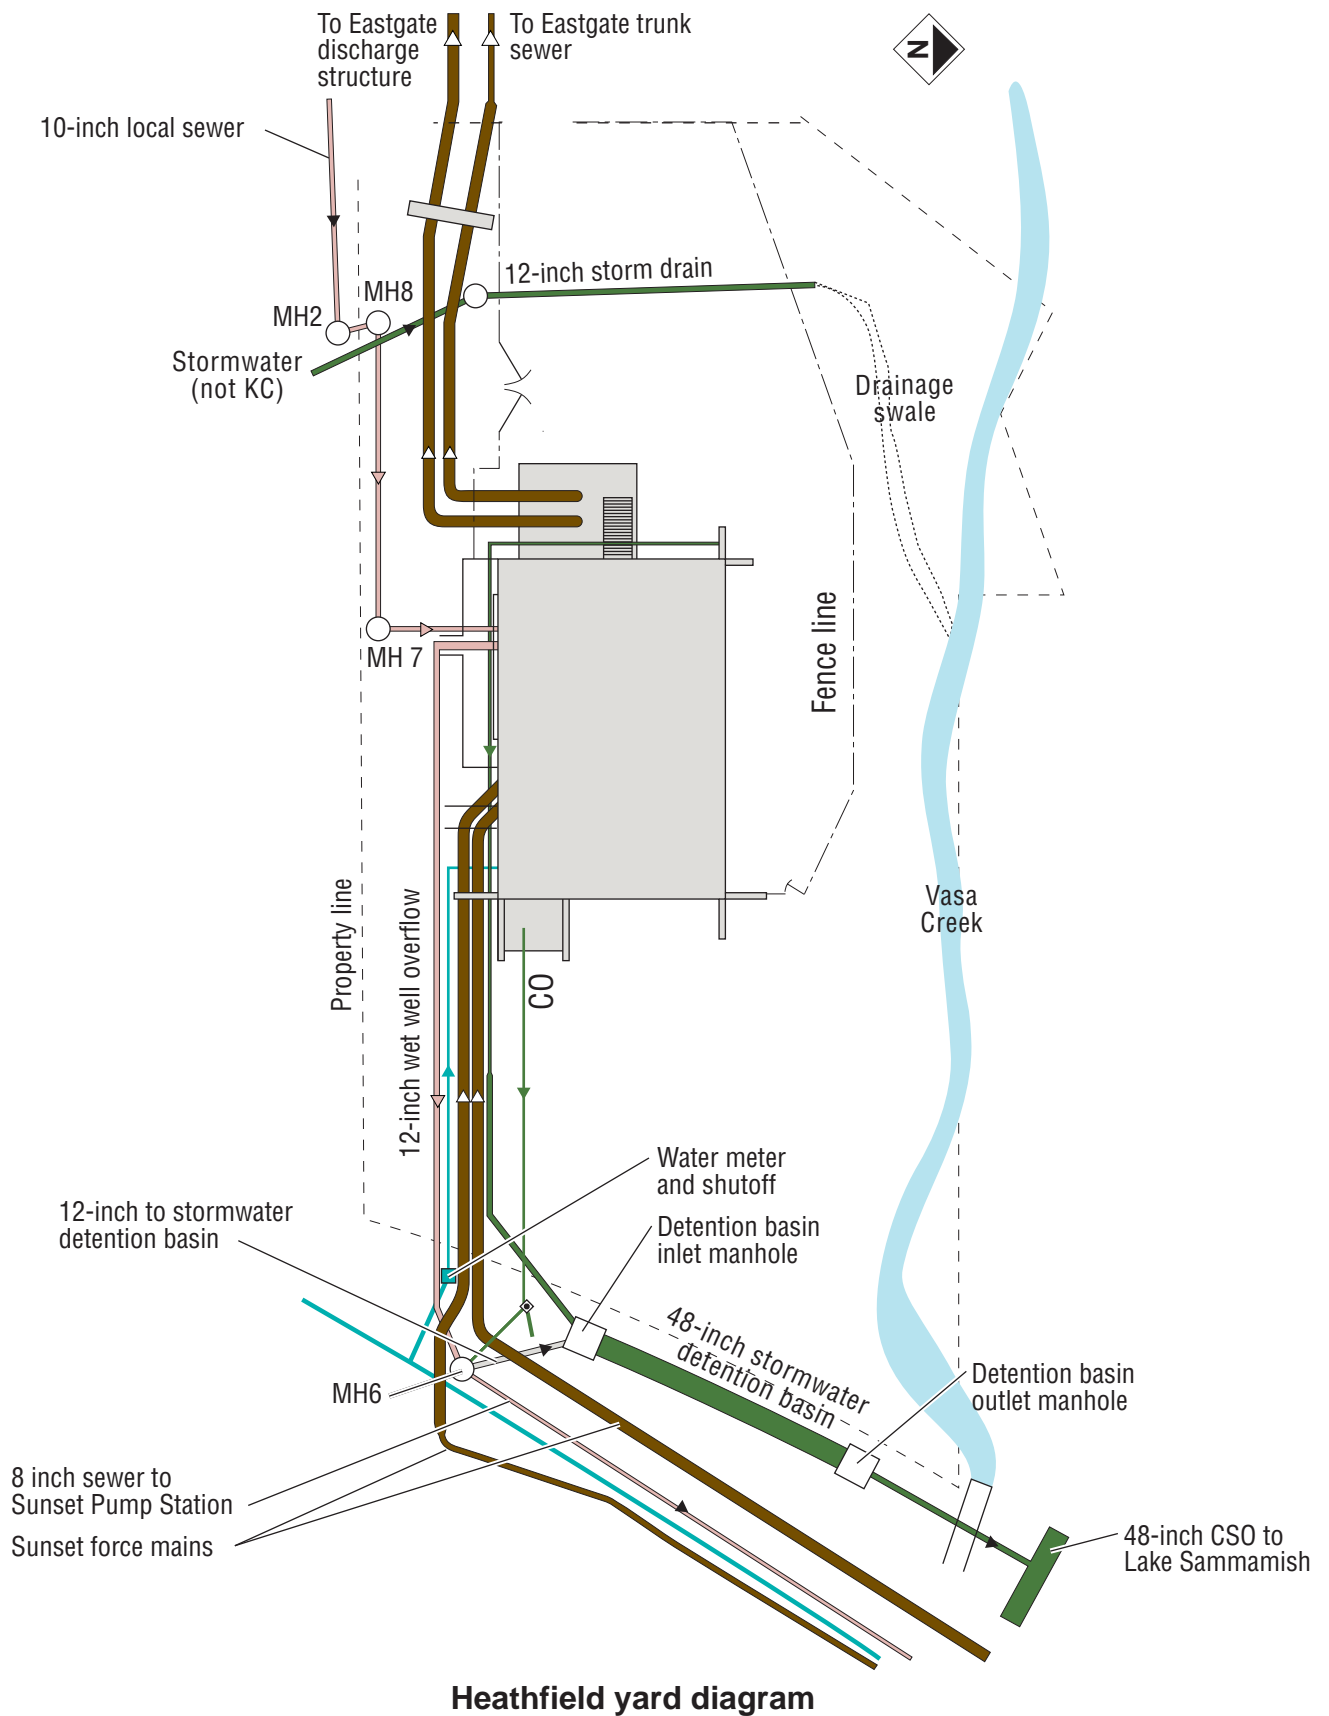 To Eastgate
discharge
structure
To Eastgate trunk
sewer
N
10-inch local sewer
12-inch storm drain
MH8
MH2
Stormwater
(not KC)
Drainage
swale
Fence line
MH 7
Property line
12-inch wet well overflow
Vasa
Creek
CO
Water meter
and shutoff
12-inch to stormwater
detention basin
Detention basin
inlet manhole
48-inch stormwater
detention basin
Detention basin
outlet manhole
MH6
8 inch sewer to
Sunset Pump Station
Sunset force mains
48-inch CSO to
Lake Sammamish
Heathfield yard diagram